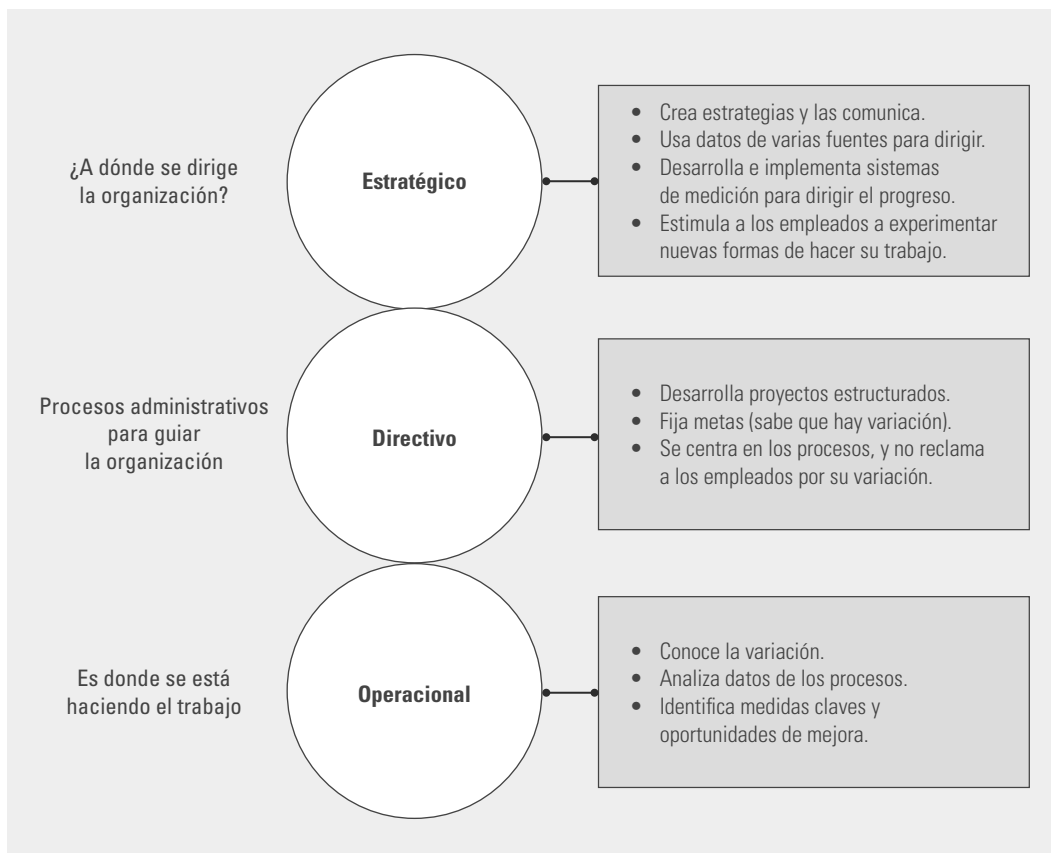 ¿A dónde se dirige
la organización?
Estratégico
• Crea estrategias y las comunica.
• Usa datos de varias fuentes para dirigir.
• Desarrolla e implementa sistemas
de medición para dirigir el progreso.
• Estimula a los empleados a experimentar
nuevas formas de hacer su trabajo.
Procesos administrativos
para guiar
la organización
Directivo
• Desarrolla proyectos estructurados.
• Fija metas (sabe que hay variación).
• Se centra en los procesos, y no reclama
a los empleados por su variación.
Es donde se está
haciendo el trabajo
Operacional
• Conoce la variación.
• Analiza datos de los procesos.
• Identifica medidas claves y
oportunidades de mejora.